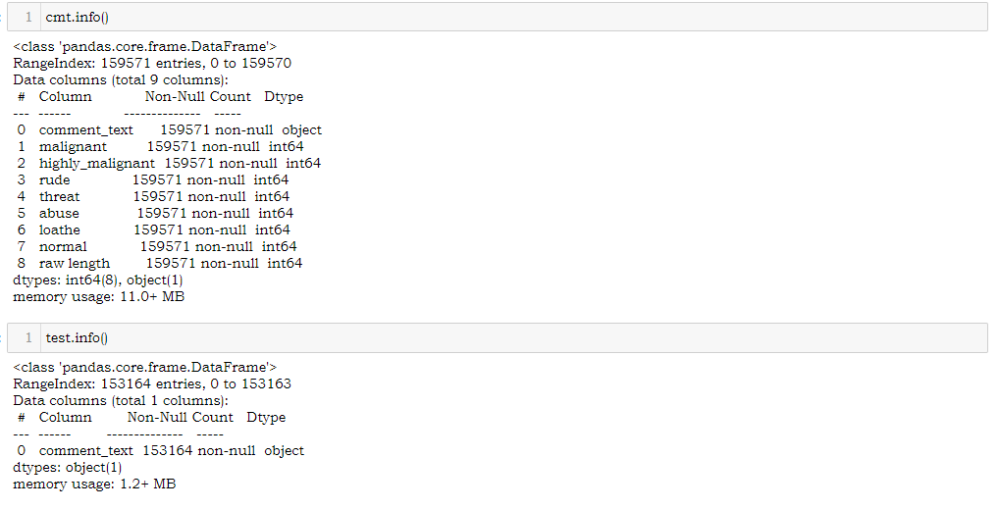 1 cmt.info()
<class 'pandas.core.frame.DataFrame'>
RangeIndex: 159571 entries, 0 to 159570
Data columns (total 9 columns):
# Column Non-Null Count Dtype
--- ------ -------------- -----
0 comment_text 159571 non-null object
1 malignant 159571 non-null int64
2 highly_malignant 159571 non-null int64
3 rude 159571 non-null int64
4 threat 159571 non-null int64
5 abuse 159571 non-null int64
6 loathe 159571 non-null int64
7 normal 159571 non-null int64
8 raw length 159571 non-null int64
dtypes: int64(8), object(1)
memory usage: 11.0+ MB
1 test.info()
<class 'pandas.core.frame.DataFrame'>
RangeIndex: 153164 entries, 0 to 153163
Data columns (total 1 columns):
# Column Non-Null Count Dtype
--- ------ -------------- -----
0 comment_text 153164 non-null object
dtypes: object(1)
memory usage: 1.2+ MB